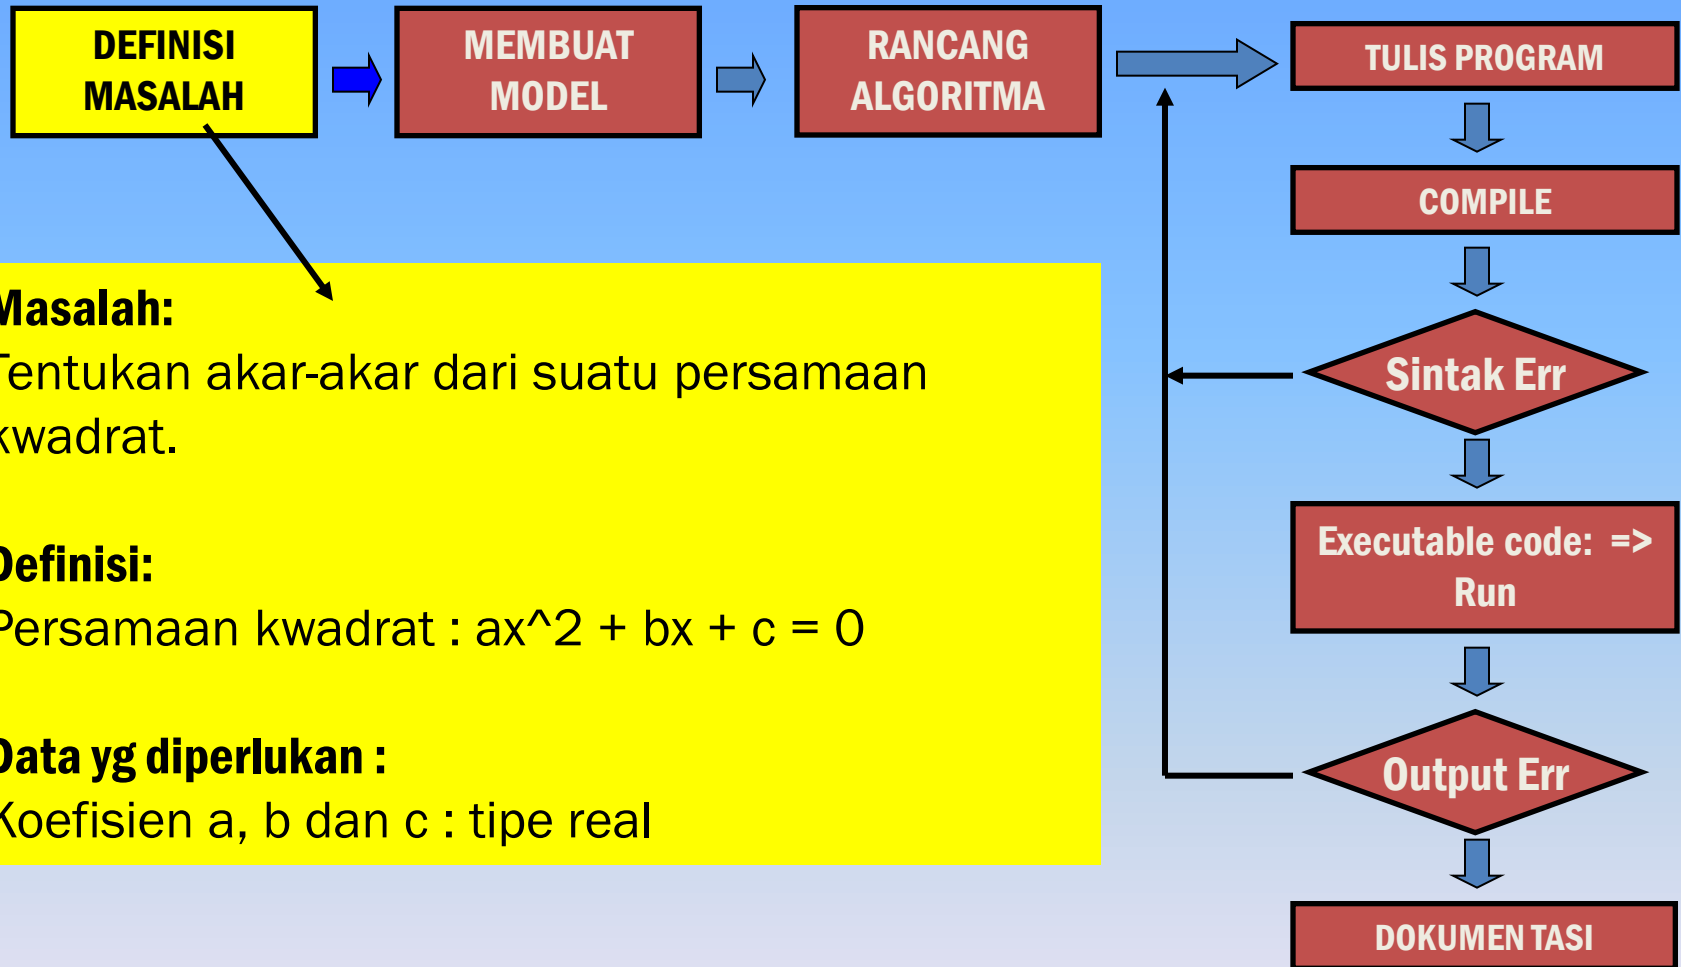 DEFINISI
MASALAH
MEMBUAT
MODEL
RANCANG
ALGORITMA
TULIS PROGRAM
COMPILE
Sintak Err
Executable code: =>
Run
Output Err
DOKUMEN TASI
Masalah:
Tentukan akar-akar dari suatu persamaan
kwadrat.
Definisi:
Persamaan kwadrat : ax^2 + bx + c = 0
Data yg diperlukan :
Koefisien a, b dan c : tipe real